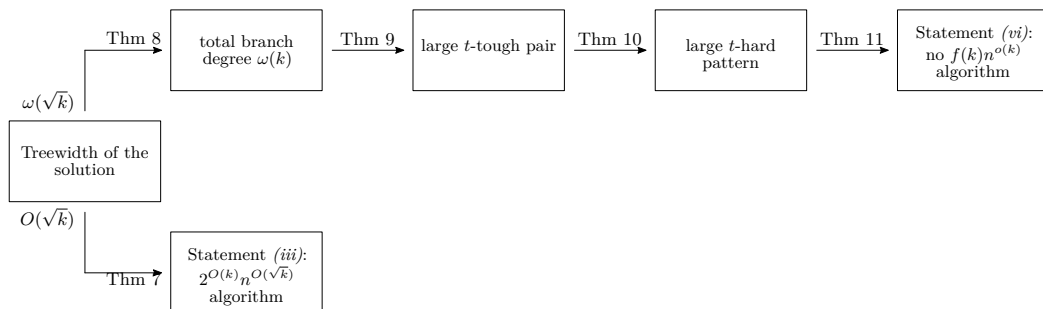 Thm 8
total branch
degree ω(k)
Thm 9
large t-tough pair
Thm 10
large t-hard
pattern
Thm 11
Statement (vi):
no f(k)n^{o(k)}
algorithm
ω(√k)
Treewidth of the
solution
O(√k)
Thm 7
Statement (iii):
2^{O(k)}n^{O(√k)}
algorithm